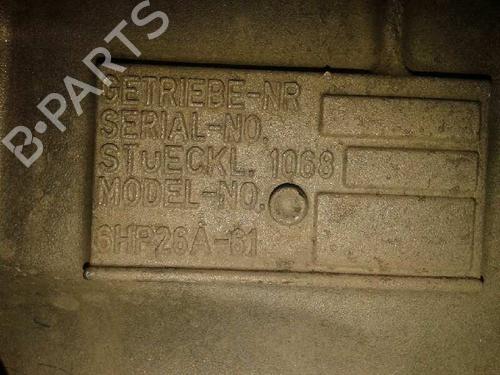 B-PARTS
GETRIEBE-NR
SERIAL-NO.
STuECKL. 1068
MODEL-NO.
6HP26A-61